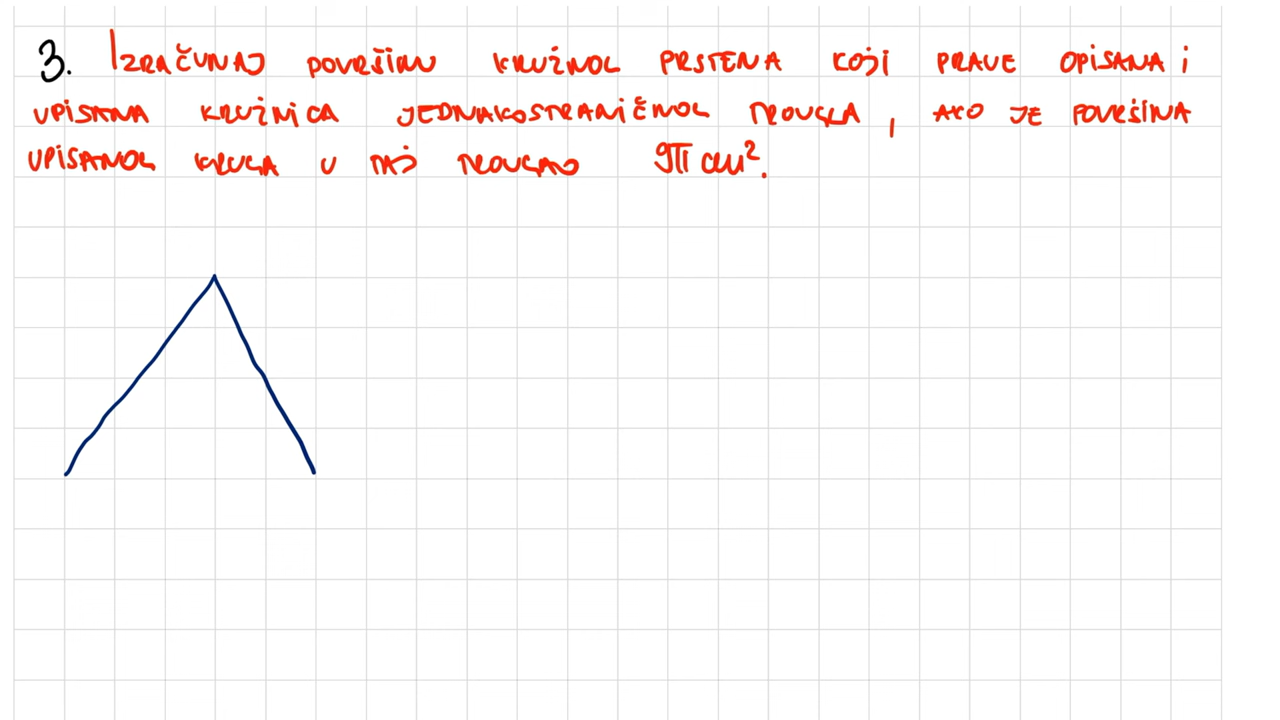 3. IZRAČUNAJ POVRŠINU KRUŽNOG PRSTENA KOJI PRAVE OPISANA I
UPISANA KRUŽNICA JEDNAKOSTRANIČNOG TROUGLA, AKO JE POVRŠINA
UPISANOG KRUGA U TAJ TROUGAO 9π cm².